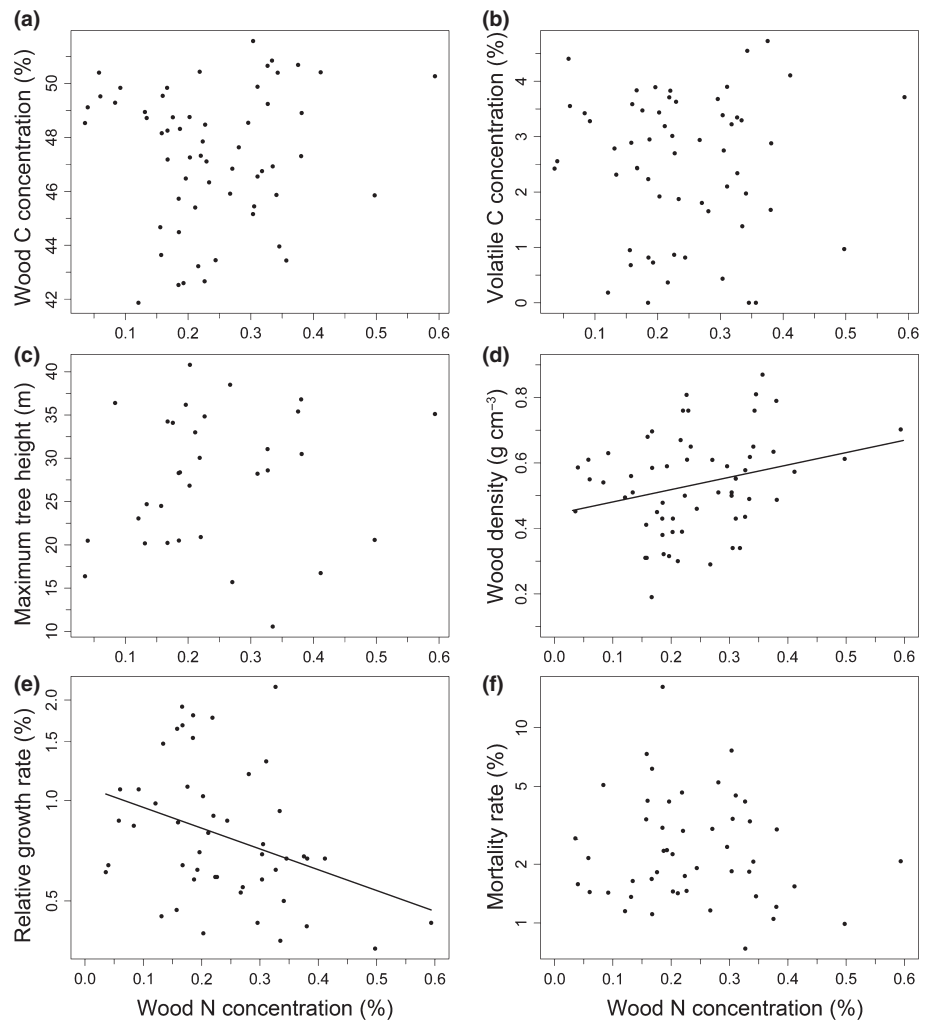 (a)
Wood C concentration (%)
42 44 46 48 50
0.1 0.2 0.3 0.4 0.5 0.6
(b)
Volatile C concentration (%)
0 1 2 3 4
0.1 0.2 0.3 0.4 0.5 0.6
(c)
Maximum tree height (m)
10 15 20 25 30 35 40
0.1 0.2 0.3 0.4 0.5 0.6
(d)
Wood density (g cm⁻³)
0.2 0.4 0.6 0.8
0.0 0.1 0.2 0.3 0.4 0.5 0.6
(e)
Relative growth rate (%)
0.5 1.0 1.5 2.0
0.0 0.1 0.2 0.3 0.4 0.5 0.6
Wood N concentration (%)
(f)
Mortality rate (%)
1 2 5 10
0.0 0.1 0.2 0.3 0.4 0.5 0.6
Wood N concentration (%)